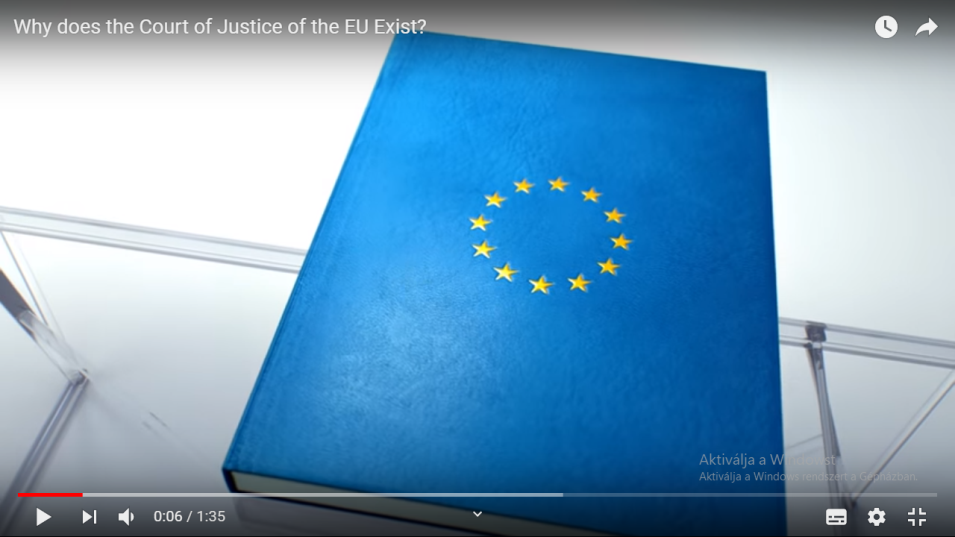 Why does the Court of Justice of the EU Exist?
Aktiválja a Windowst
Aktiválja a Windows rendszert a Gépházban.
0:06 / 1:35